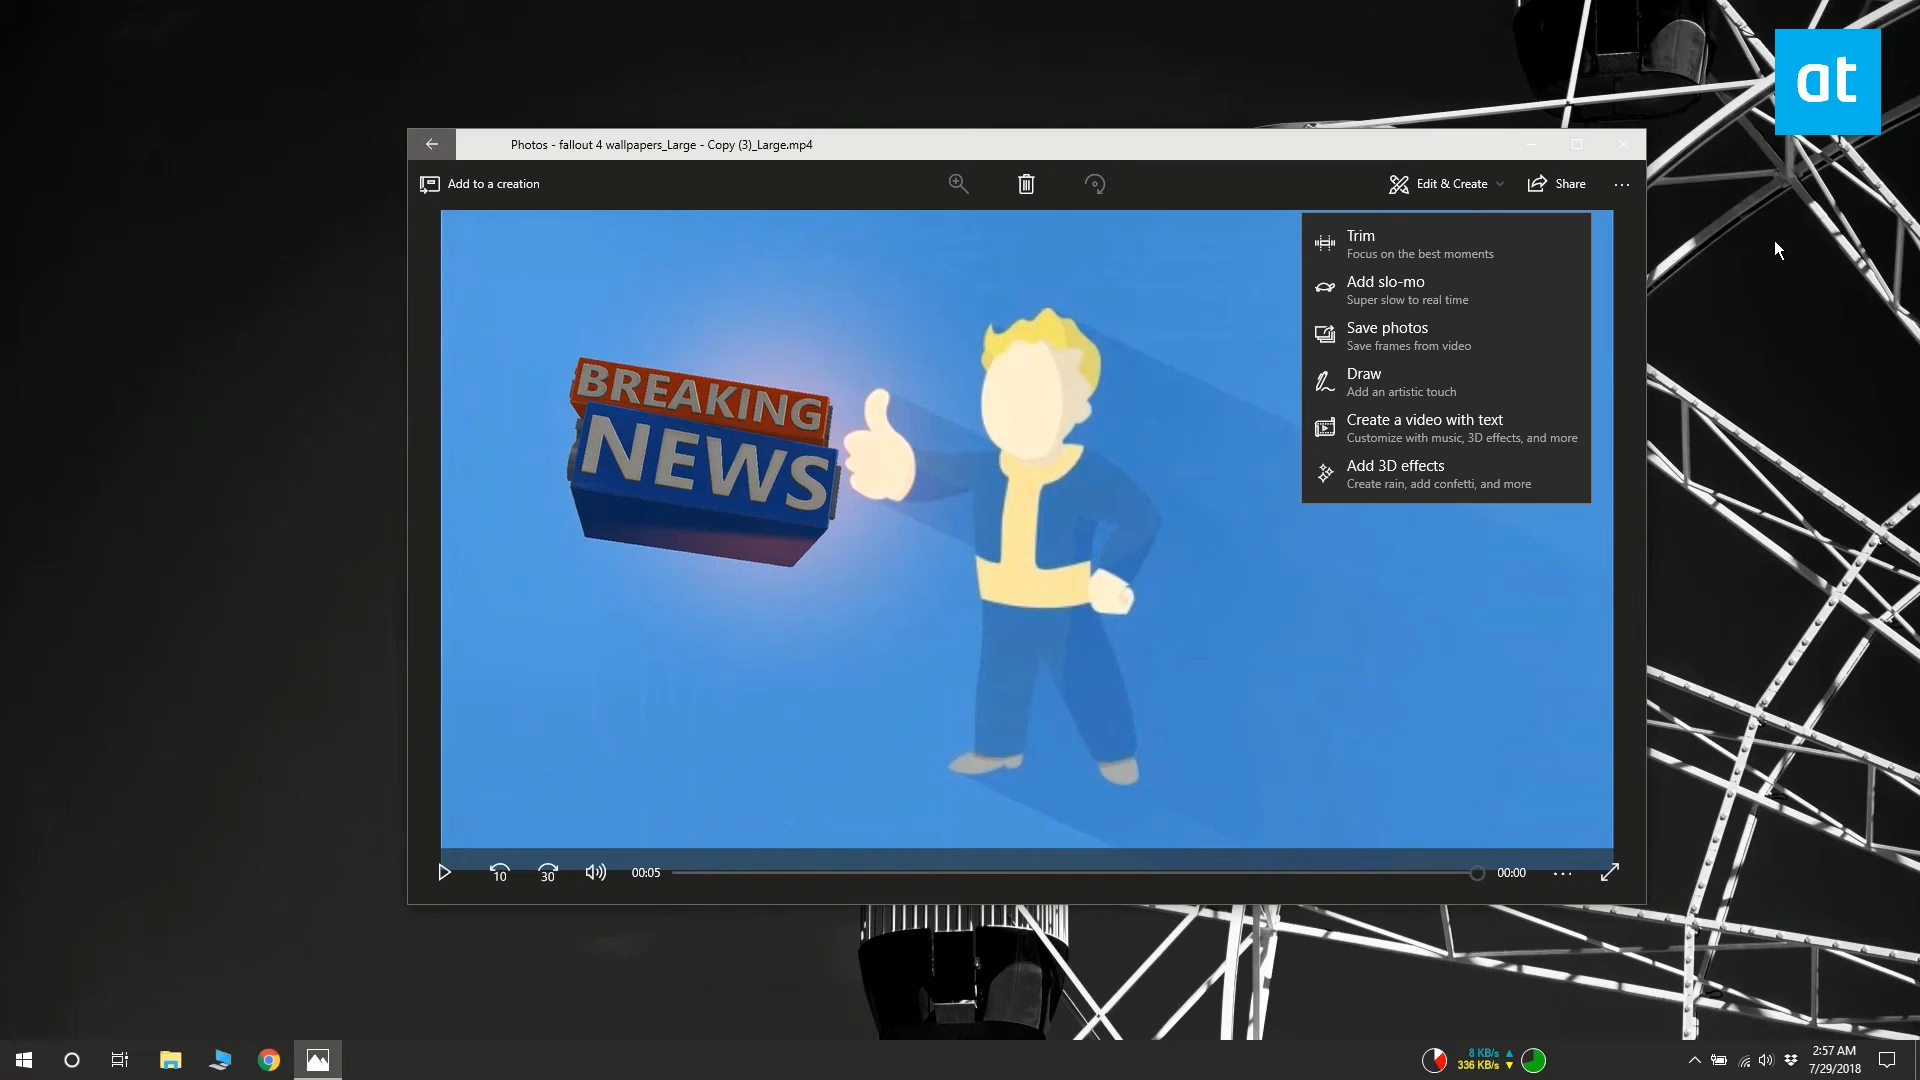 at
Photos - fallout 4 wallpapers_Large - Copy (3)_Large.mp4
Add to a creation
Edit & Create
Share
Trim
Focus on the best moments
Add slo-mo
Super slow to real time
Save photos
Save frames from video
Draw
Add an artistic touch
Create a video with text
Customize with music, 3D effects, and more
Add 3D effects
Create rain, add confetti, and more
BREAKING
NEWS
10
30
00:05
00:00
8 KB/s
336 KB/s
2:57 AM
7/29/2018